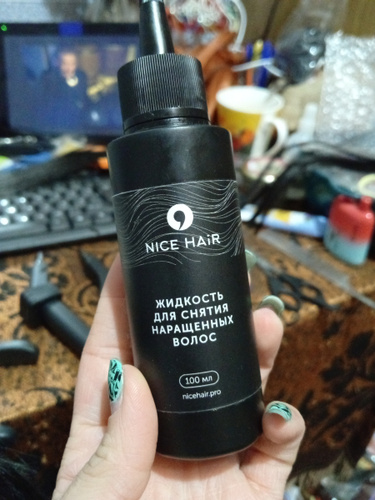 NICE HAiR
ЖИДКОСТЬ
ДЛЯ СНЯТИЯ
НАРАЩЕННЫХ
ВОЛОС
100 мл
nicehair.pro